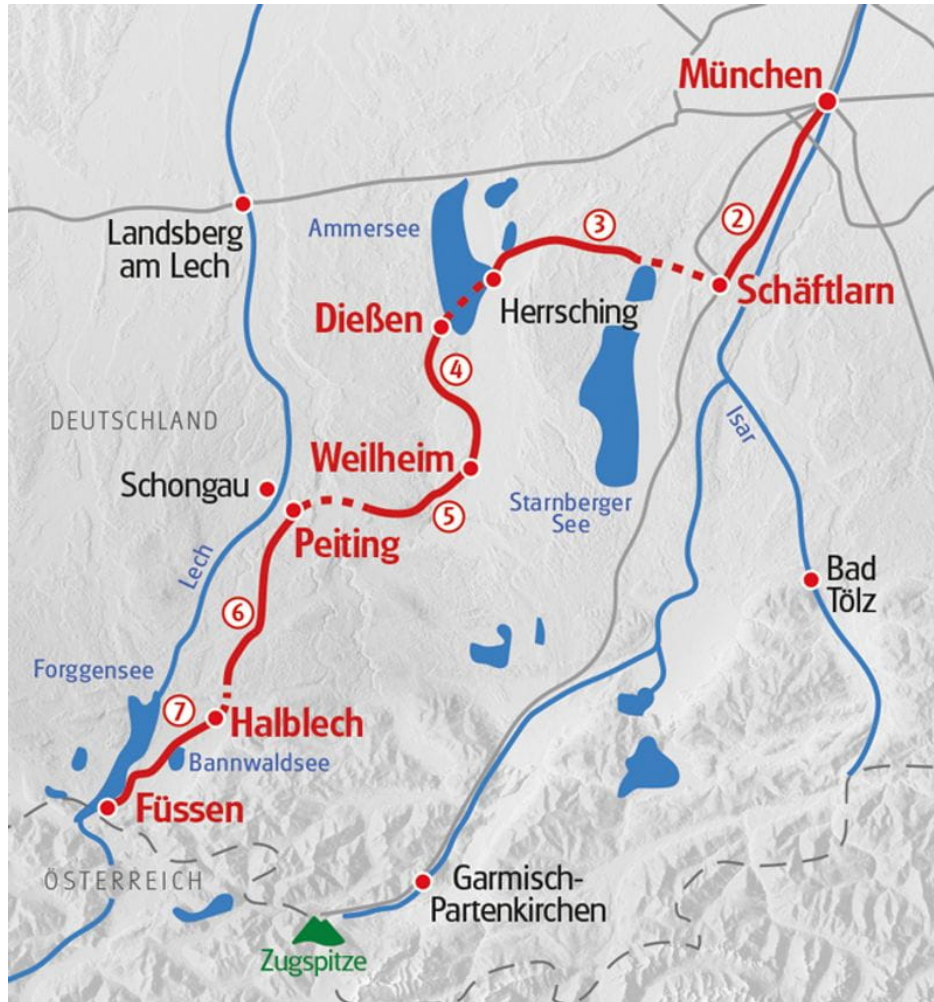 München
②
Landsberg
am Lech
Ammersee
③
Schäftlarn
Herrsching
Dießen
④
DEUTSCHLAND
Isar
Weilheim
Schongau
⑤
Starnberger
See
Peiting
Lech
Bad
Tölz
⑥
Forggensee
⑦
Halblech
Bannwaldsee
Füssen
ÖSTERREICH
Garmisch-
Partenkirchen
Zugspitze